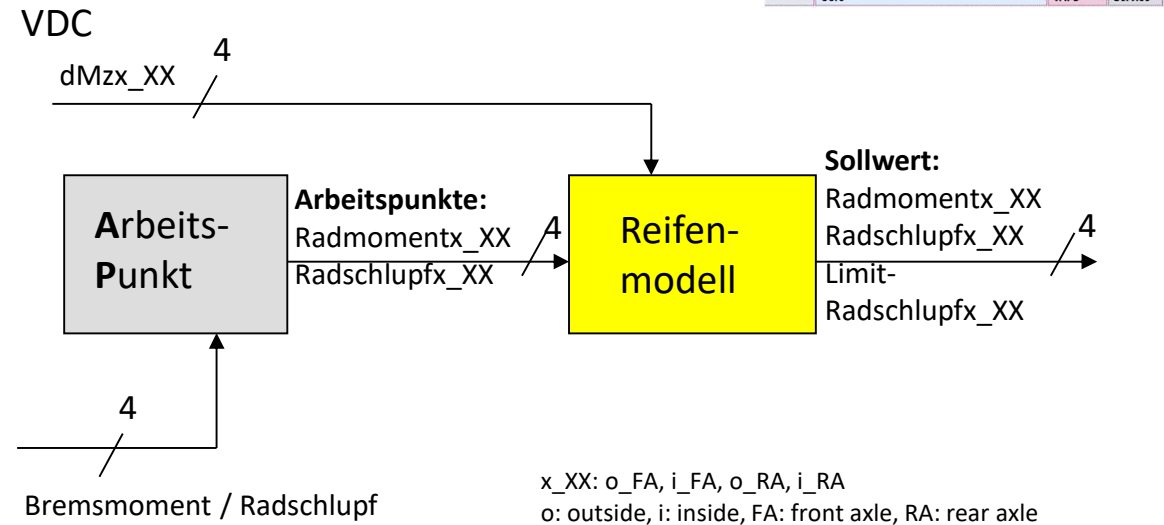 VDC
4
dMzx_XX
Arbeits-
Punkt
Arbeitspunkte:
Radmomentx_XX
Radschlupfx_XX
4
Reifen-
modell
Sollwert:
Radmomentx_XX
Radschlupfx_XX
Limit-
Radschlupfx_XX
4
4
Bremsmoment / Radschlupf
x_XX: o_FA, i_FA, o_RA, i_RA
o: outside, i: inside, FA: front axle, RA: rear axle